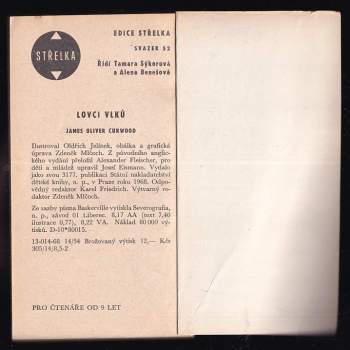 STŘELKA
EDICE STŘELKA
SVAZEK 52
Řídí Tamara Sýkorová
a Alena Benešová
LOVCI VLKŮ
JAMES OLIVER CURWOOD
Ilustroval Oldřich Jelínek, obálka a grafická
úprava Zdeněk Mlčoch. Z původního anglic-
kého vydání přeložil Alexander Fleischer, pro
děti a mládež upravil Josef Eismann. Vydalo
jako svou 3177. publikaci Státní nakladatelství
dětské knihy, n. p., v Praze roku 1968. Odpo-
vědný redaktor Karel Friedrich. Výtvarný re-
daktor Zdeněk Mlčoch.
Ze sazby písma Baskerville vytiskla Severografia,
n. p., závod 01 Liberec. 8,17 AA (text 7,40
ilustrace 0,77), 8,22 VA. Náklad 80 000 vý-
tisků. D-10*80015.
13-014-68 14/54 Brožovaný výtisk 12,— Kčs
305/14/8,5-2
PRO ČTENÁŘE OD 9 LET